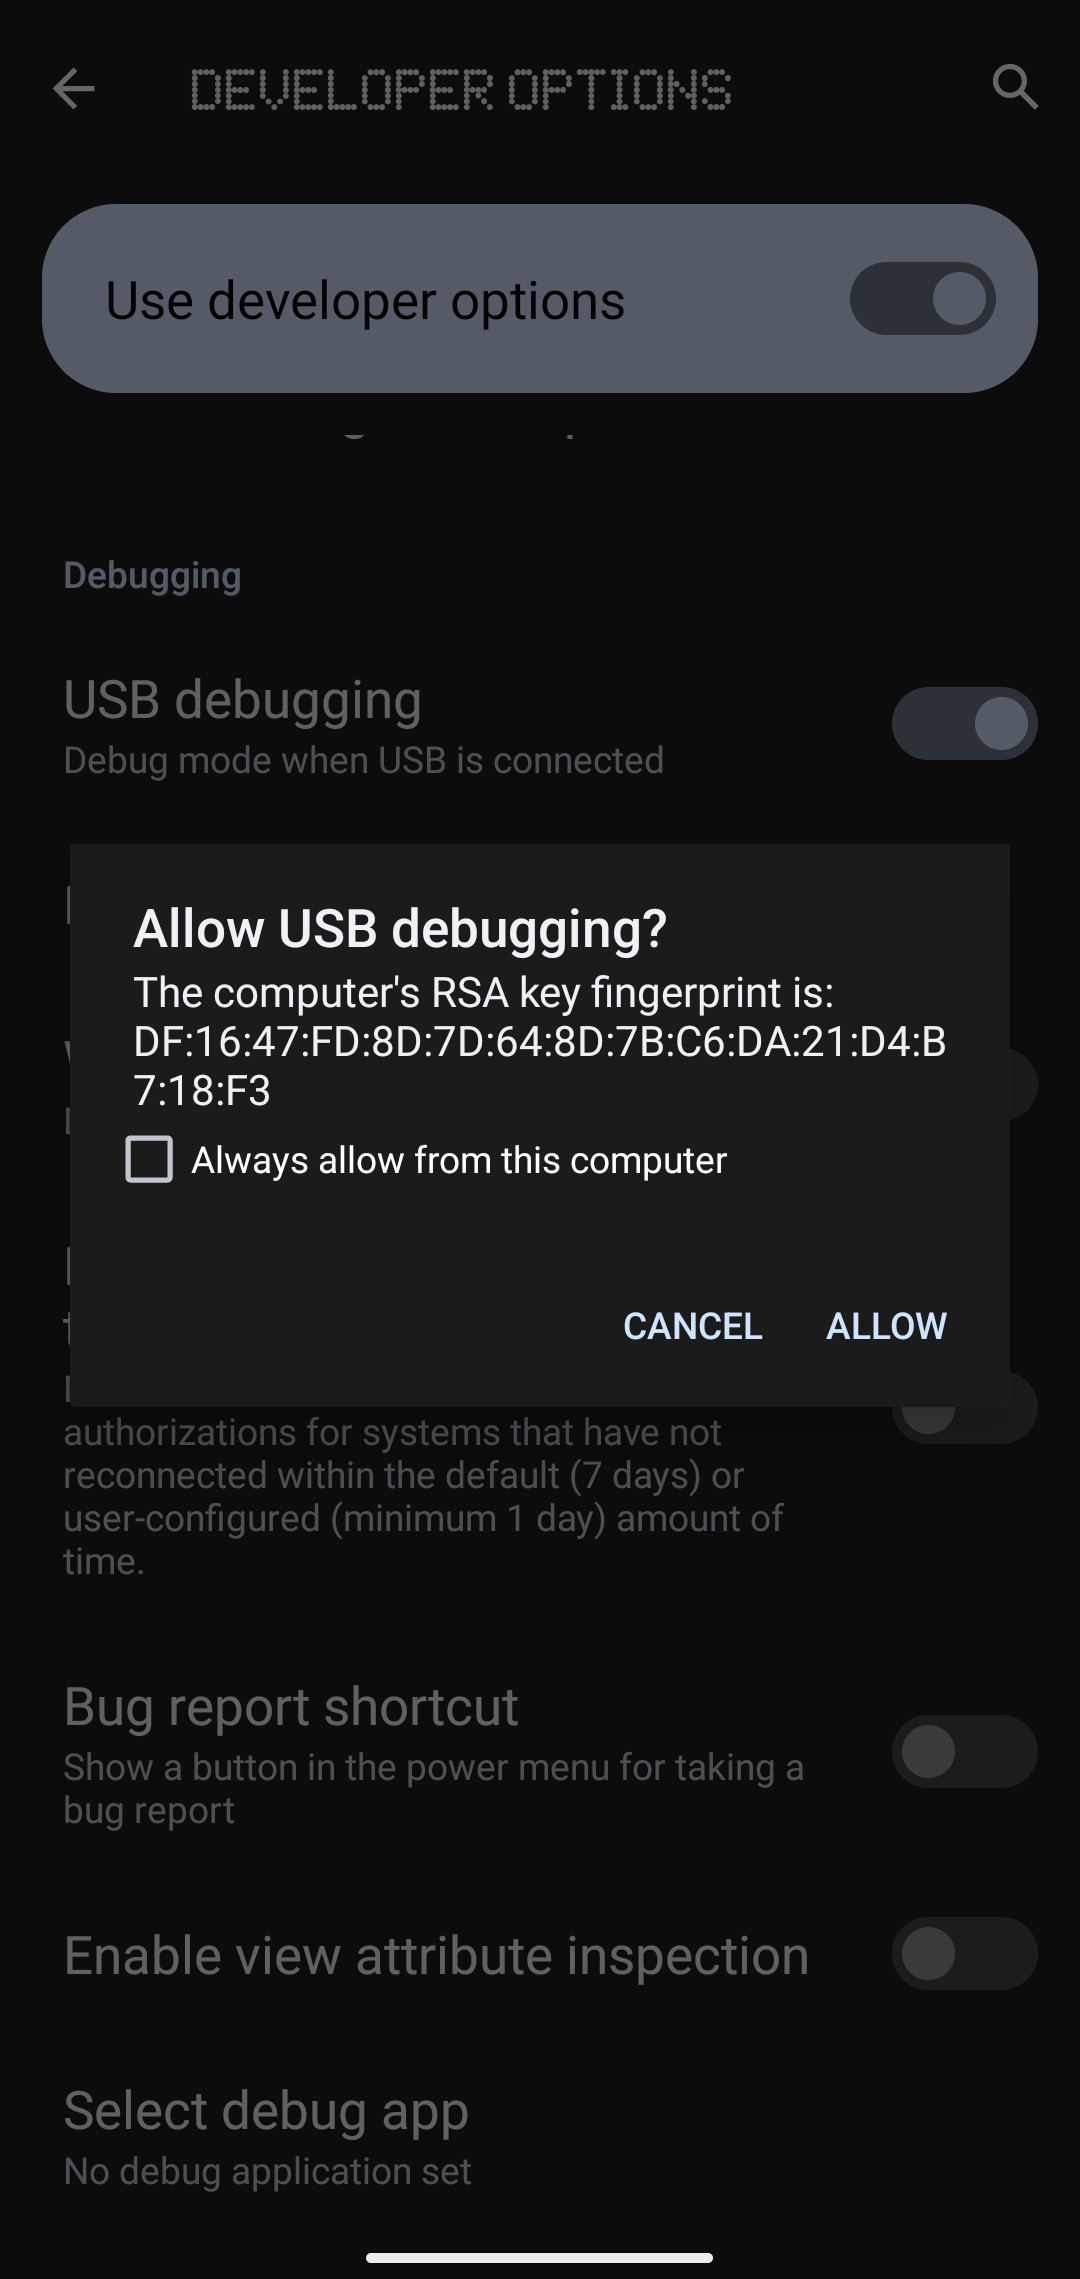 DEVELOPER OPTIONS
Use developer options
Debugging
USB debugging
Debug mode when USB is connected
Allow USB debugging?
The computer's RSA key fingerprint is:
DF:16:47:FD:8D:7D:64:8D:7B:C6:DA:21:D4:B
7:18:F3
Always allow from this computer
CANCEL ALLOW
authorizations for systems that have not
reconnected within the default (7 days) or
user-configured (minimum 1 day) amount of
time.
Bug report shortcut
Show a button in the power menu for taking a
bug report
Enable view attribute inspection
Select debug app
No debug application set